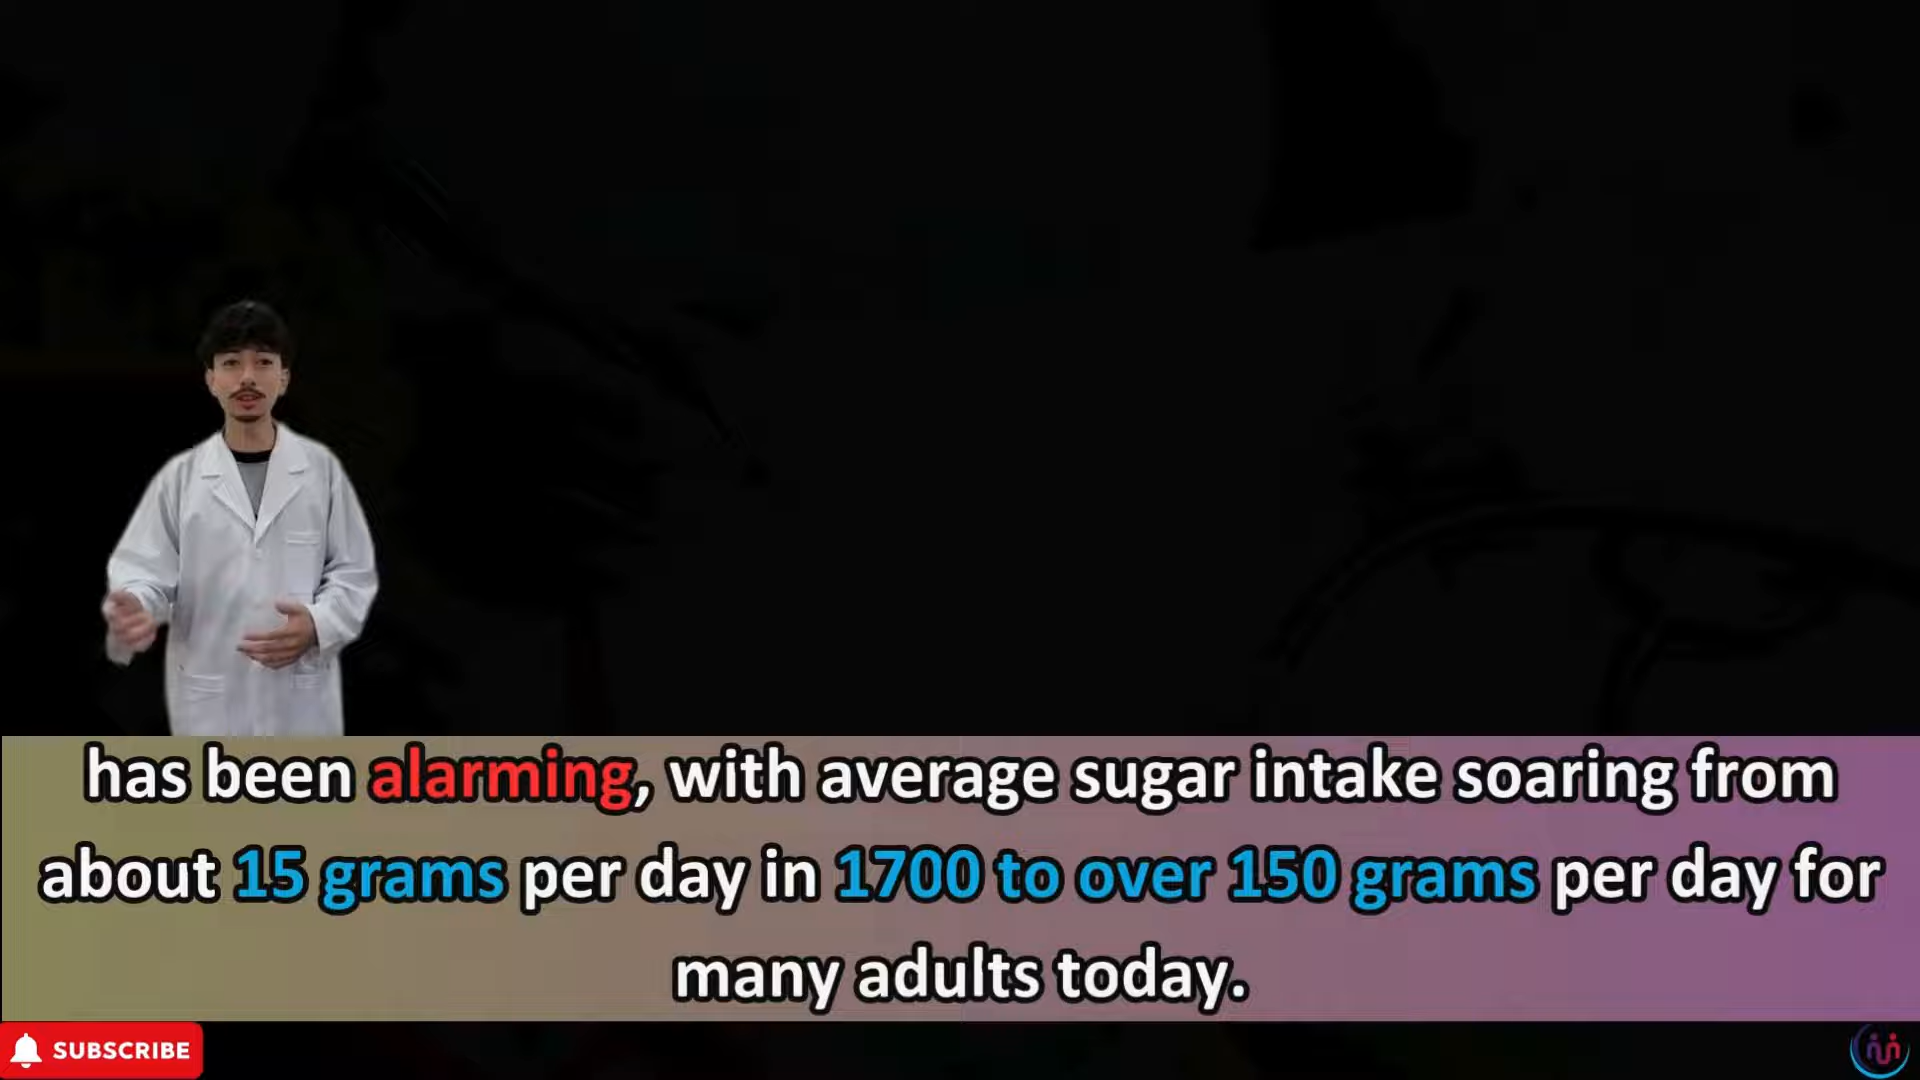 has been alarming, with average sugar intake soaring from
about 15 grams per day in 1700 to over 150 grams per day for
many adults today.
SUBSCRIBE